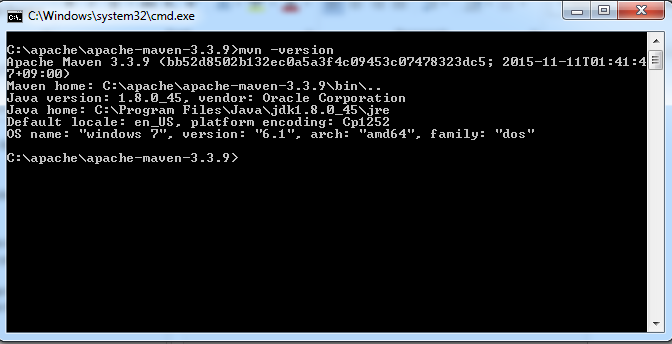 C:\Windows\system32\cmd.exe
C:\apache\apache-maven-3.3.9>mvn -version
Apache Maven 3.3.9 (bb52d8502b132ec0a5a3f4c09453c07478323dc5; 2015-11-11T01:41:4
7+09:00)
Maven home: C:\apache\apache-maven-3.3.9\bin\..
Java version: 1.8.0_45, vendor: Oracle Corporation
Java home: C:\Program Files\Java\jdk1.8.0_45\jre
Default locale: en_US, platform encoding: Cp1252
OS name: "windows 7", version: "6.1", arch: "amd64", family: "dos"
C:\apache\apache-maven-3.3.9>